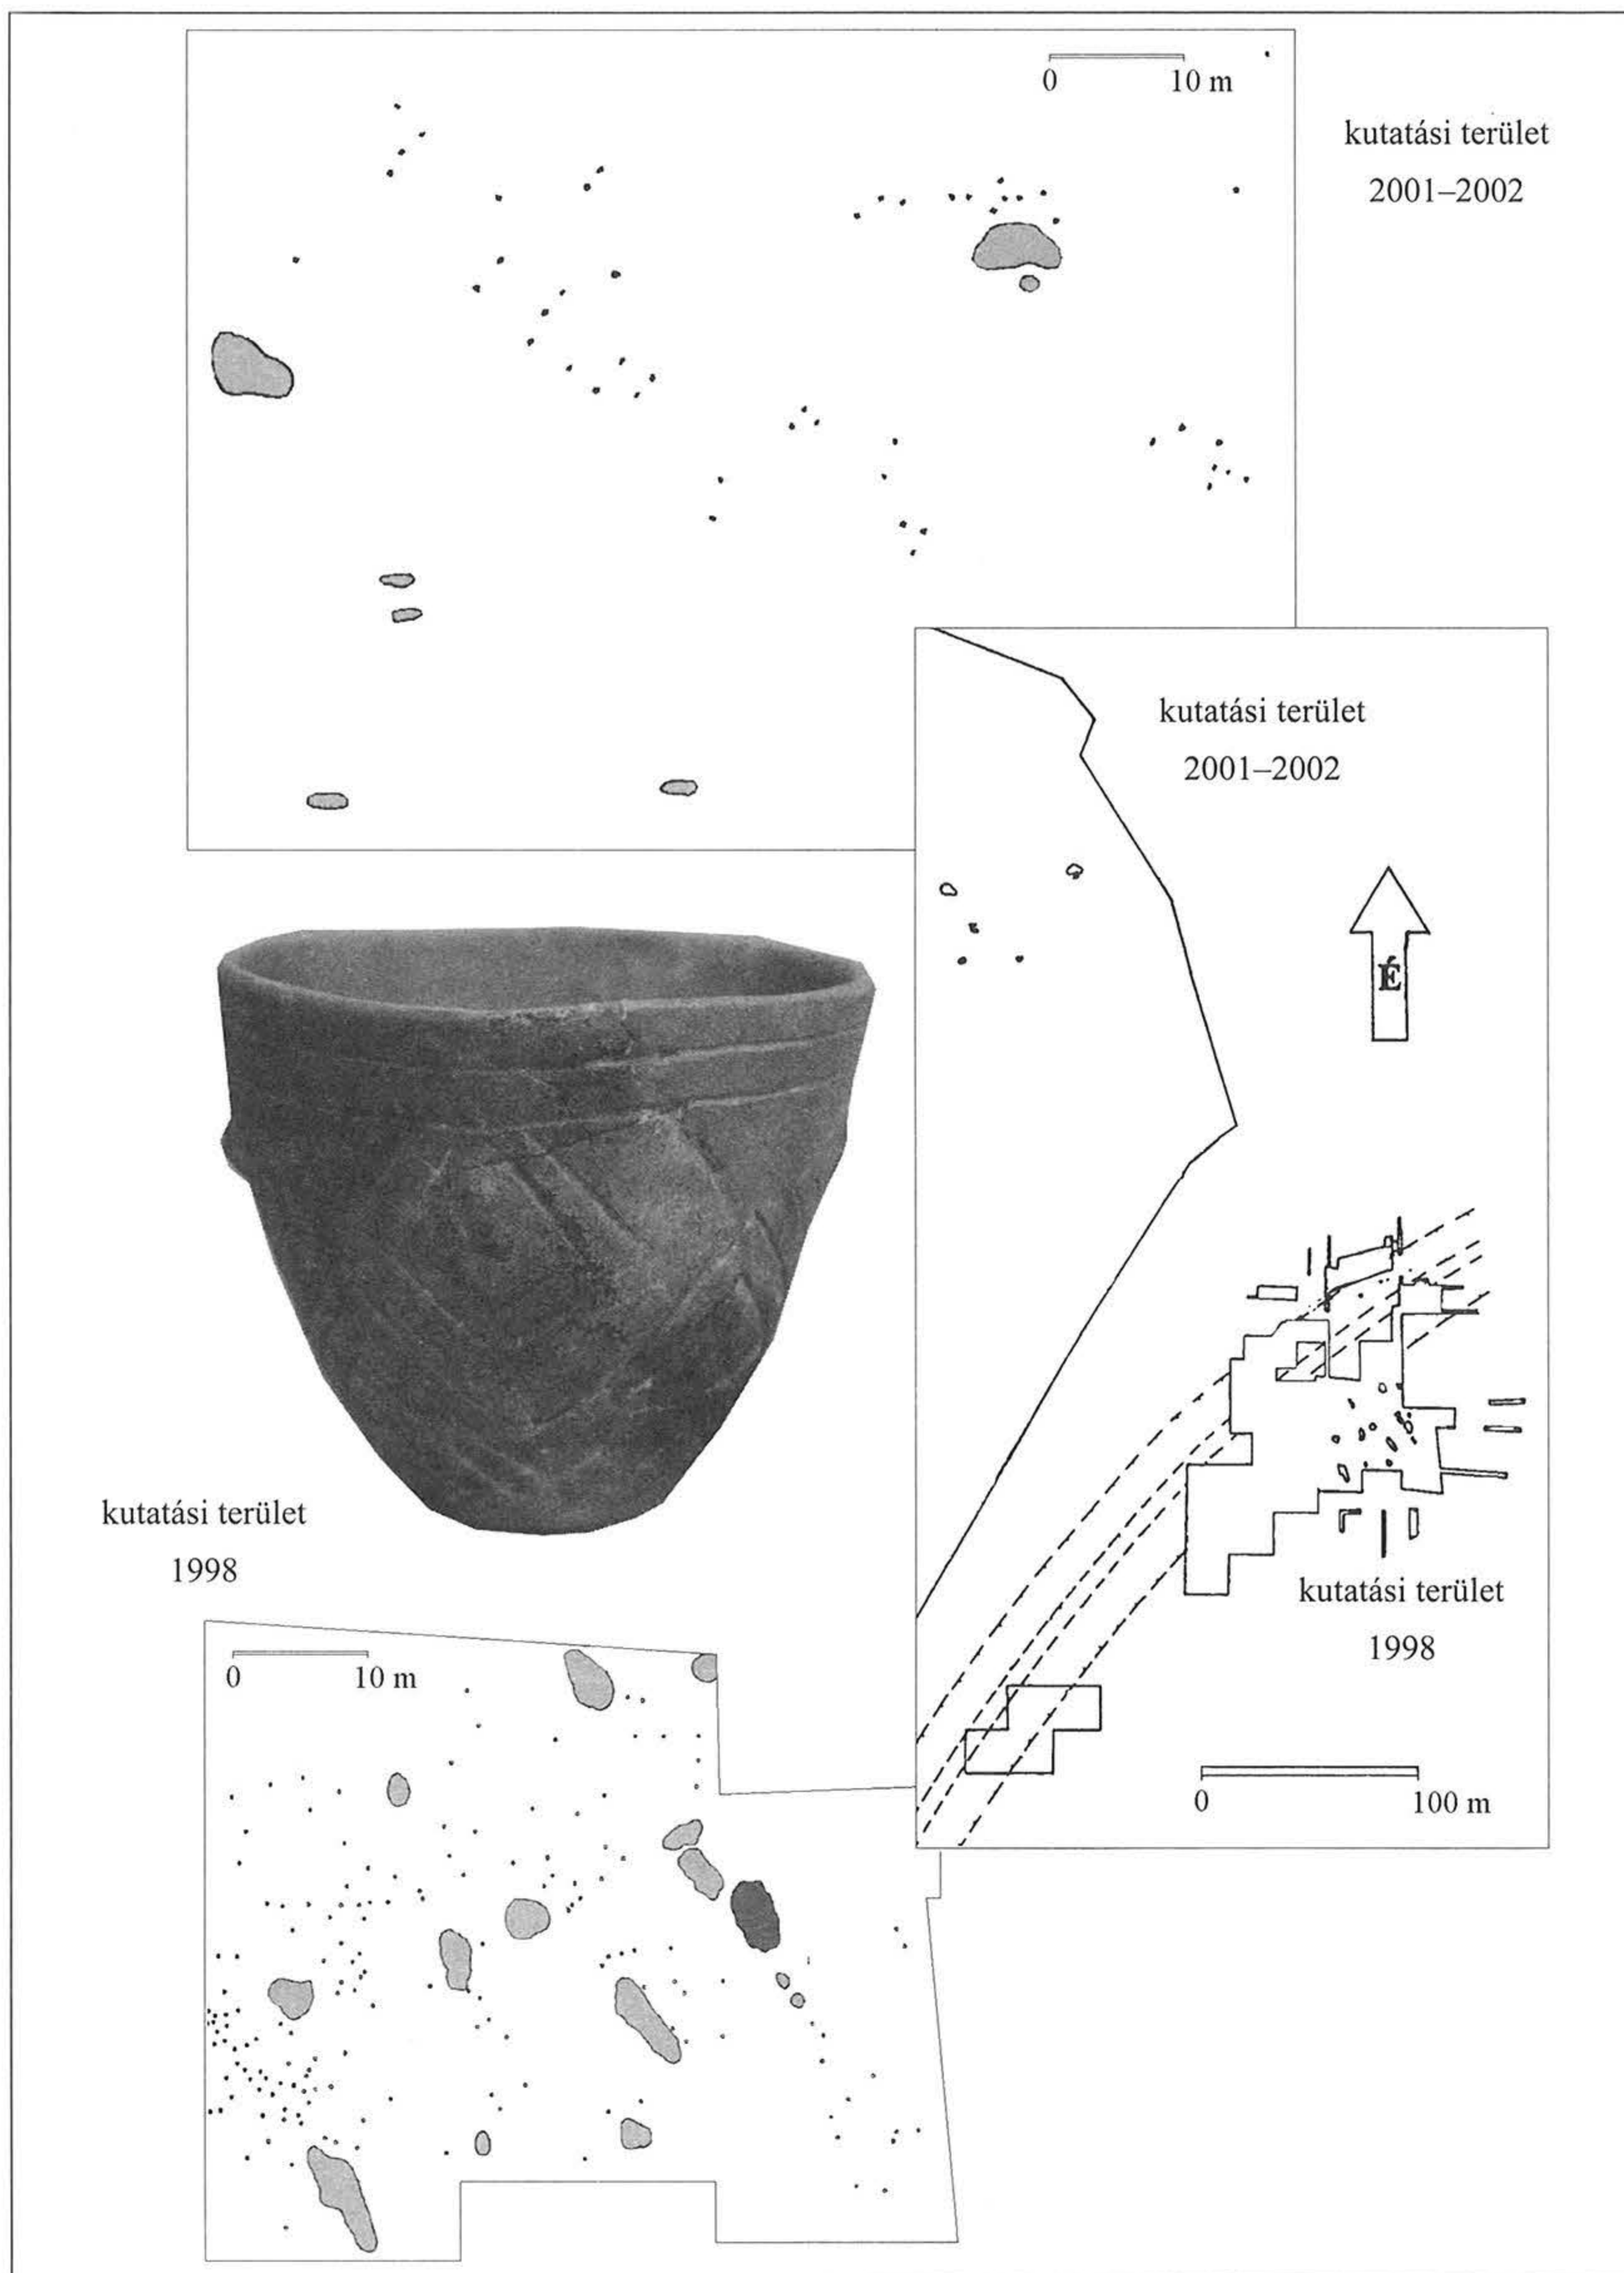 0 10 m
kutatási terület
2001–2002
kutatási terület
2001–2002
É
kutatási terület
1998
kutatási terület
1998
0 10 m
0 100 m